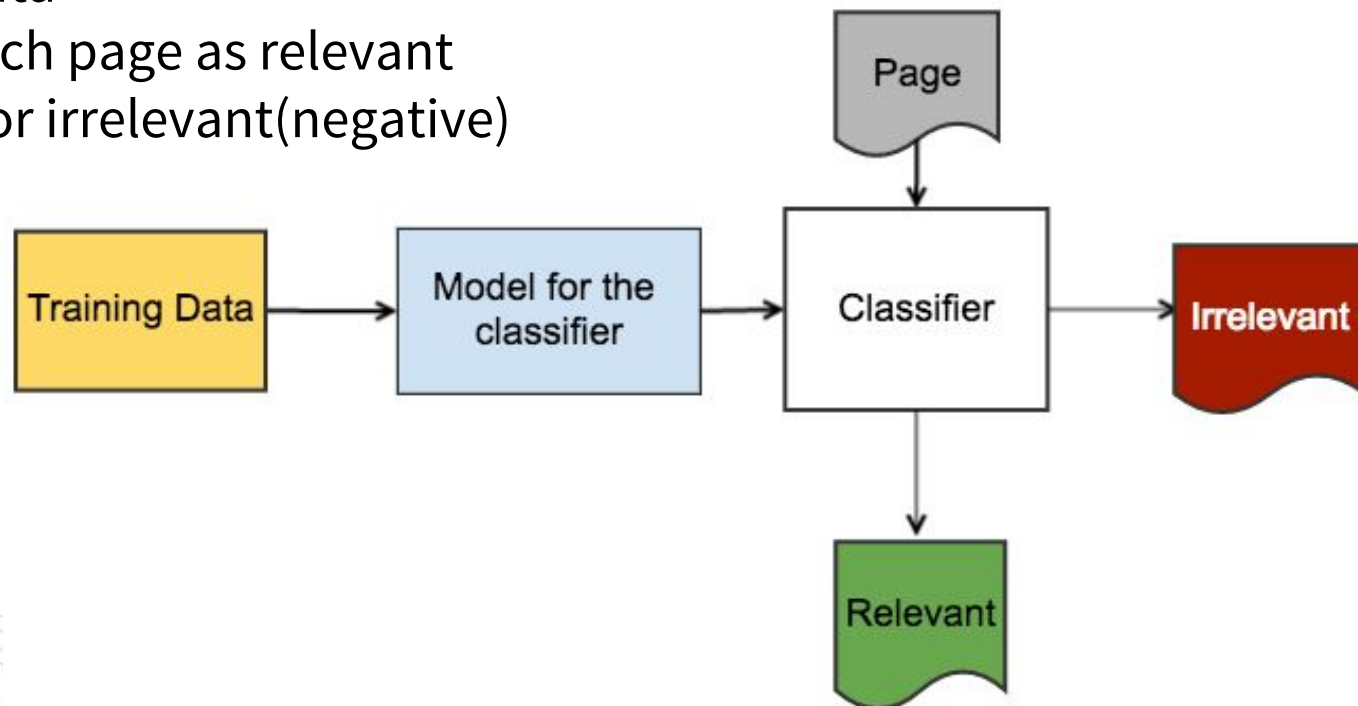 ch page as relevant
or irrelevant(negative)
Page
Training Data
Model for the
classifier
Classifier
Irrelevant
Relevant